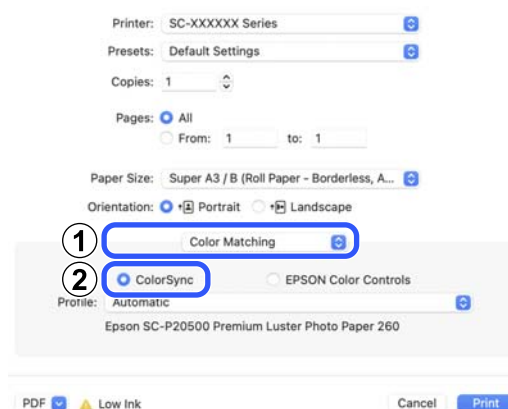 Printer: SC-XXXXXX Series
Presets: Default Settings
Copies: 1
Pages: All
From: 1 to: 1
Paper Size: Super A3 / B (Roll Paper - Borderless, A...
Orientation: Portrait Landscape
1 Color Matching
2 ColorSync EPSON Color Controls
Profile: Automatic
Epson SC-P20500 Premium Luster Photo Paper 260
PDF Low Ink Cancel Print